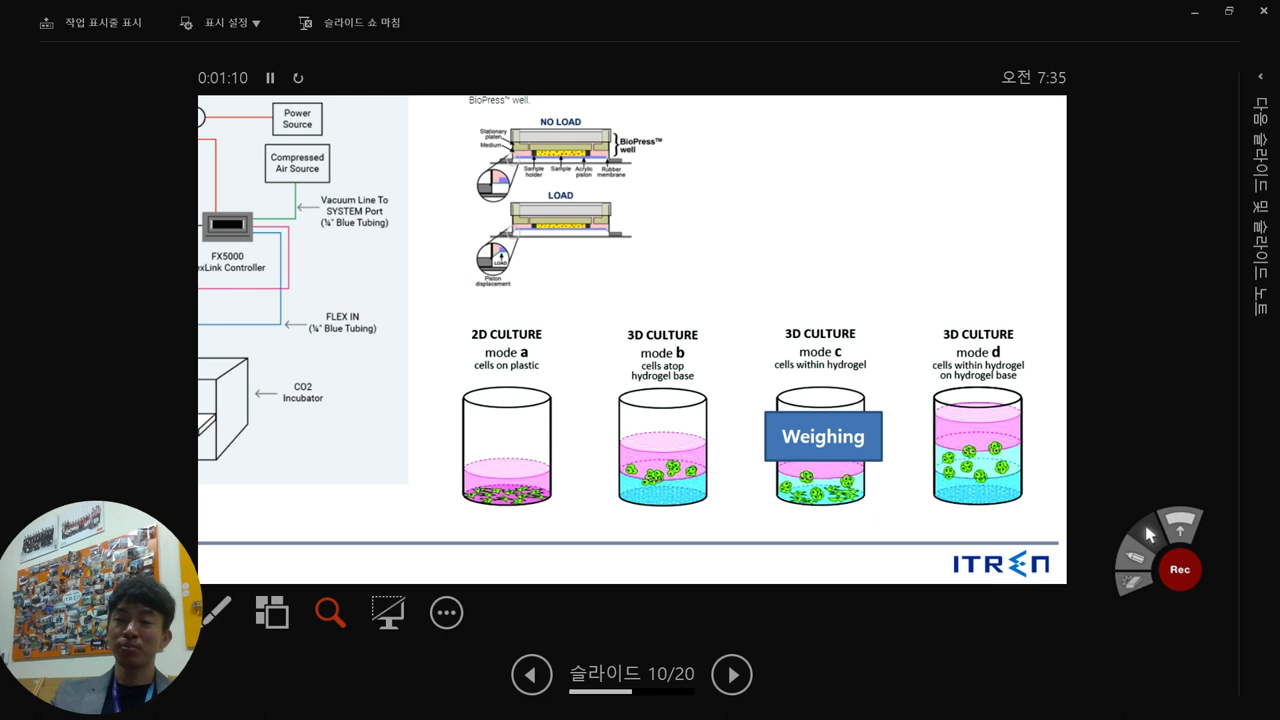 작업 표시줄 표시
표시 설정 ▼
슬라이드 쇼 마침
0:01:10
오전 7:35
다음 슬라이드 및 슬라이드 노트
Power
Source
Compressed
Air Source
Vacuum Line To
SYSTEM Port
(¼" Blue Tubing)
FX5000
exLink Controller
FLEX IN
(¼" Blue Tubing)
CO2
Incubator
BioPress™ well.
NO LOAD
Stationary
platen
Medium
BioPress™
well
Sample
holder
Sample
Acrylic
piston
Rubber
membrane
LOAD
LOAD
Piston
displacement
2D CULTURE
mode a
cells on plastic
3D CULTURE
mode b
cells atop
hydrogel base
3D CULTURE
mode c
cells within hydrogel
Weighing
3D CULTURE
mode d
cells within hydrogel
on hydrogel base
ITREN
Rec
슬라이드 10/20